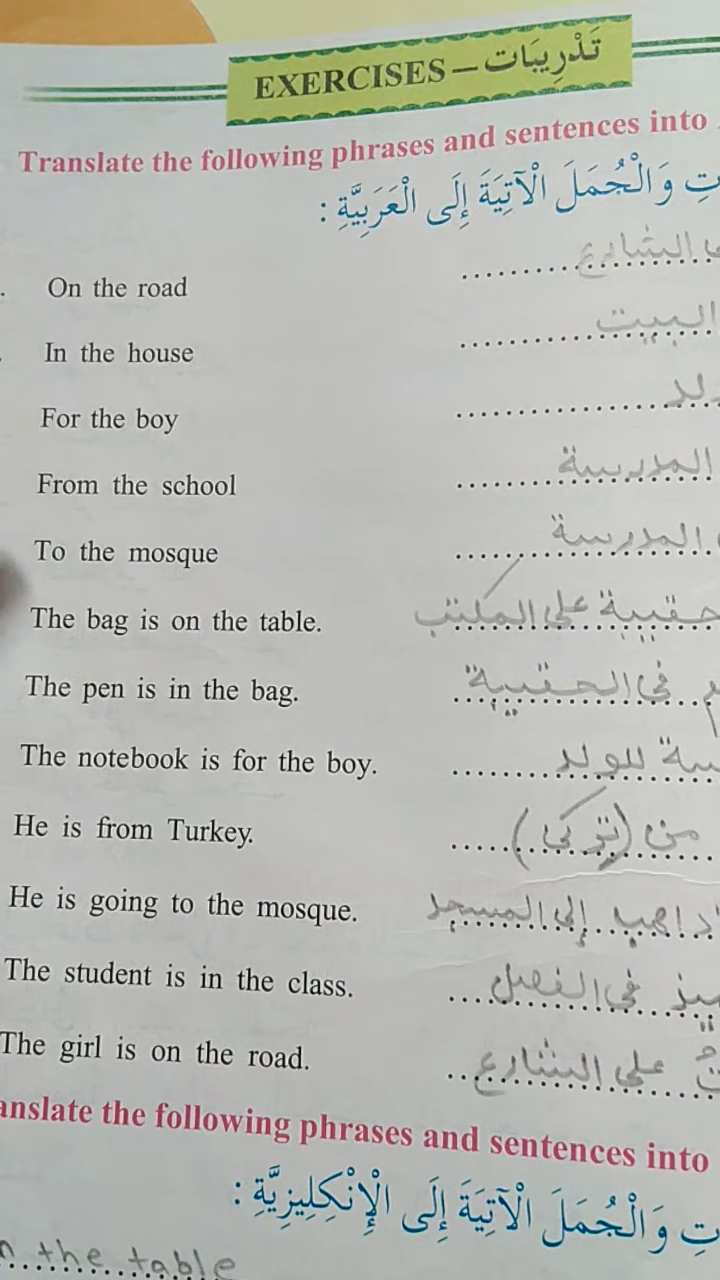 EXERCISES — تَدْرِيبَات
Translate the following phrases and sentences into
وَالْجُمَلَ الْآتِيَةَ إِلَى الْعَرَبِيَّةِ :
On the road الشارع
In the house البيت
For the boy
From the school المدرسة
To the mosque المدرسة
The bag is on the table. حقيبة على المكتب
The pen is in the bag. في الحقيبة
The notebook is for the boy. للولد
He is from Turkey. من (تركي)
He is going to the mosque. ذاهب إلى المسجد
The student is in the class. في الفصل
The girl is on the road. على الشارع
anslate the following phrases and sentences into
وَالْجُمَلَ الْآتِيَةَ إِلَى الْإِنْكِلِيزِيَّةِ :
the table